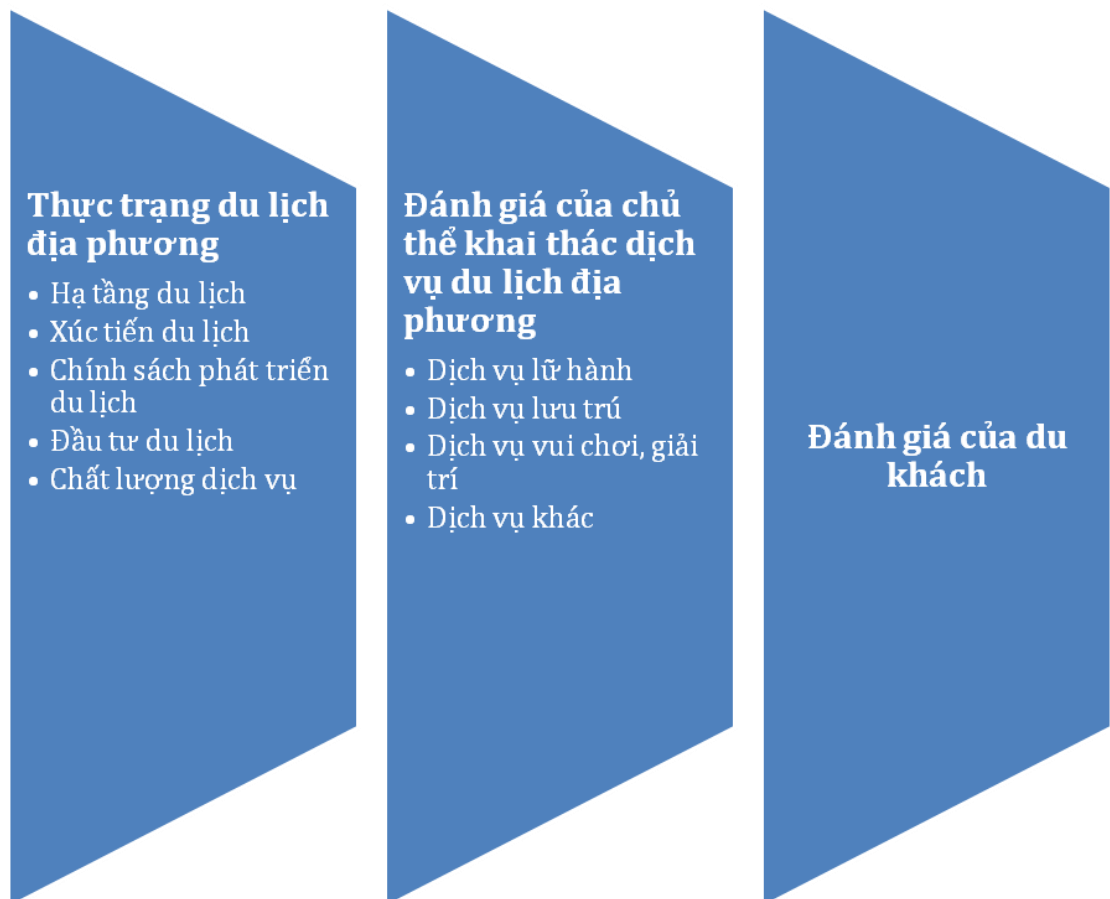 Thực trạng du lịch
địa phương
• Hạ tầng du lịch
• Xúc tiến du lịch
• Chính sách phát triển
du lịch
• Đầu tư du lịch
• Chất lượng dịch vụ
Đánh giá của chủ
thể khai thác dịch
vụ du lịch địa
phương
• Dịch vụ lữ hành
• Dịch vụ lưu trú
• Dịch vụ vui chơi, giải
trí
• Dịch vụ khác
Đánh giá của du
khách